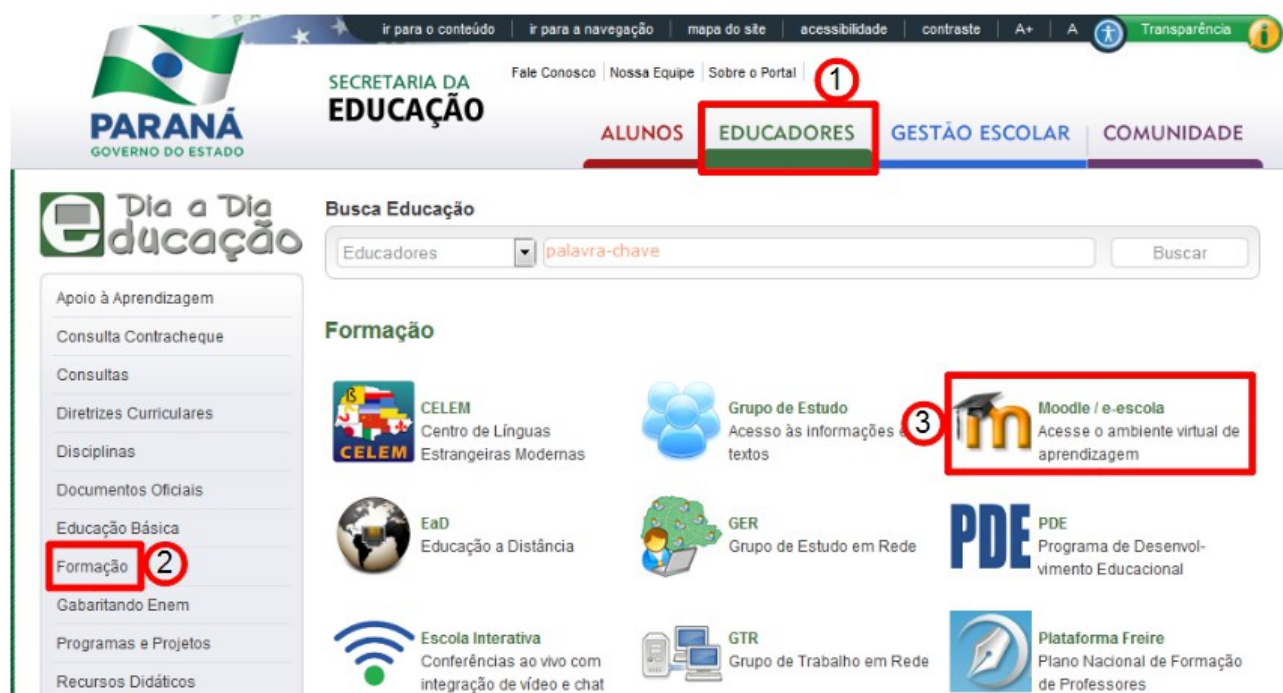 ir para o conteúdo | ir para a navegação | mapa do site | acessibilidade | contraste | A+ | A
Transparência
Fale Conosco | Nossa Equipe | Sobre o Portal
PARANÁ
GOVERNO DO ESTADO
SECRETARIA DA
EDUCAÇÃO
1
ALUNOS
EDUCADORES
GESTÃO ESCOLAR
COMUNIDADE
Dia a Dia
educação
Apoio à Aprendizagem
Consulta Contracheque
Consultas
Diretrizes Curriculares
Disciplinas
Documentos Oficiais
Educação Básica
Formação
2
Gabaritando Enem
Programas e Projetos
Recursos Didáticos
Busca Educação
Educadores
palavra-chave
Buscar
Formação
CELEM
CELEM
Centro de Línguas
Estrangeiras Modernas
Grupo de Estudo
Acesso às informações
textos
3
Moodle / e-escola
Acesse o ambiente virtual de
aprendizagem
EaD
Educação a Distância
GER
Grupo de Estudo em Rede
PDE
PDE
Programa de Desenvol-
vimento Educacional
Escola Interativa
Conferências ao vivo com
integração de vídeo e chat
GTR
Grupo de Trabalho em Rede
Plataforma Freire
Plano Nacional de Formação
de Professores